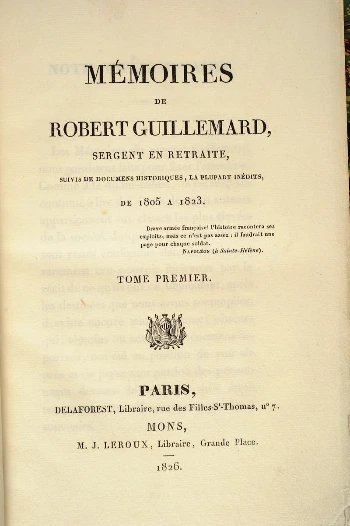 MÉMOIRES
DE
ROBERT GUILLEMARD,
SERGENT EN RETRAITE,
SUIVIS DE DOCUMENS HISTORIQUES, LA PLUPART INÉDITS,
DE 1805 A 1823.
Brave armée française! l'histoire racontera ses
exploits, mais ce n'est pas assez: il faudrait une
page pour chaque soldat.
NAPOLÉON (à Sainte-Hélène).
TOME PREMIER.
PARIS,
DELAFOREST, Libraire, rue des Filles-St-Thomas, n° 7.
MONS,
M. J. LEROUX, Libraire, Grande Place.
1826.